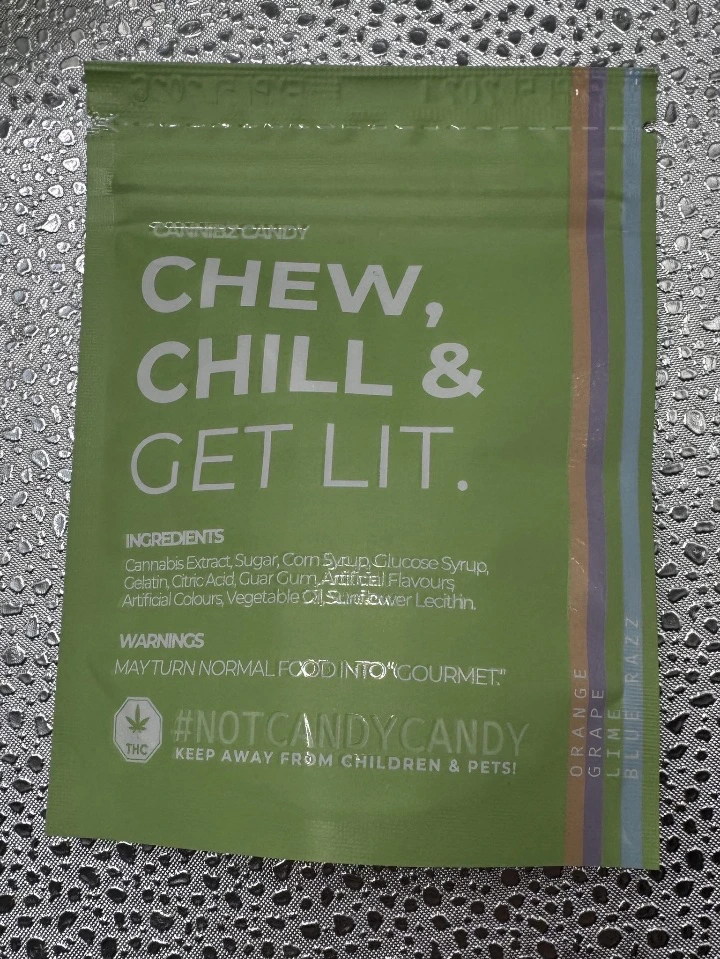 CANNIBZ CANDY
CHEW,
CHILL &
GET LIT.
INGREDIENTS
Cannabis Extract, Sugar, Corn Syrup, Glucose Syrup,
Gelatin, Citric Acid, Guar Gum, Artificial Flavours,
Artificial Colours, Vegetable Oil, Sunflower Lecithin.
WARNINGS
MAY TURN NORMAL FOOD INTO "GOURMET."
THC
#NOTCANDYCANDY
KEEP AWAY FROM CHILDREN & PETS!
ORANGE
GRAPE
LIME
BLUE RAZZ